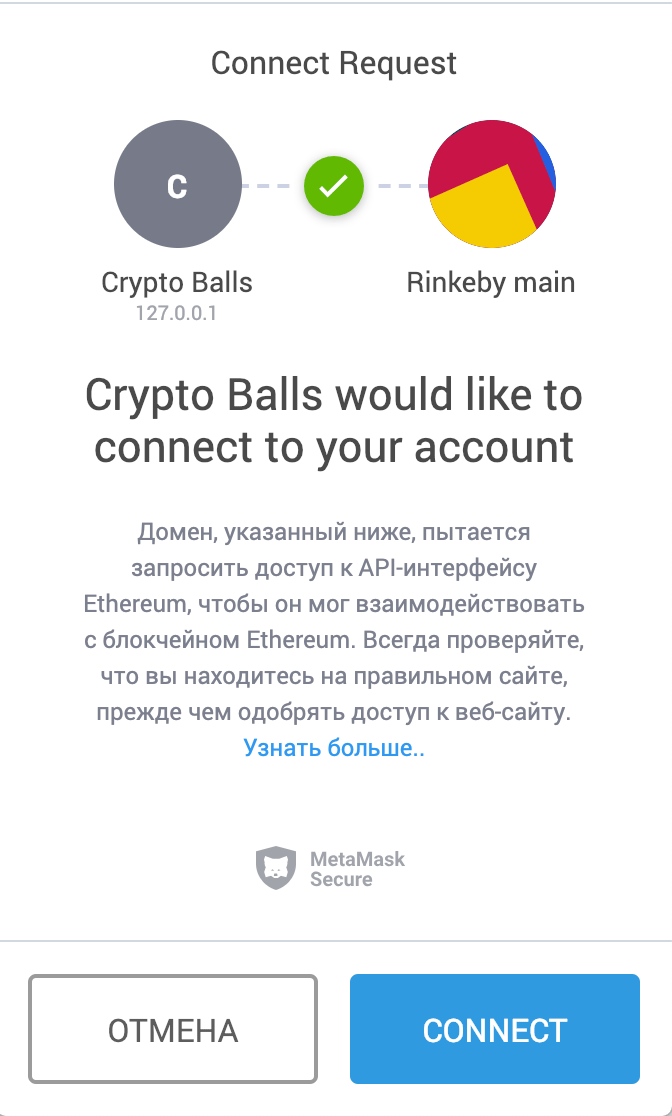 Connect Request
C
Crypto Balls
127.0.0.1
Rinkeby main
Crypto Balls would like to
connect to your account
Домен, указанный ниже, пытается
запросить доступ к API-интерфейсу
Ethereum, чтобы он мог взаимодействовать
с блокчейном Ethereum. Всегда проверяйте,
что вы находитесь на правильном сайте,
прежде чем одобрять доступ к веб-сайту.
Узнать больше..
MetaMask
Secure
ОТМЕНА
CONNECT